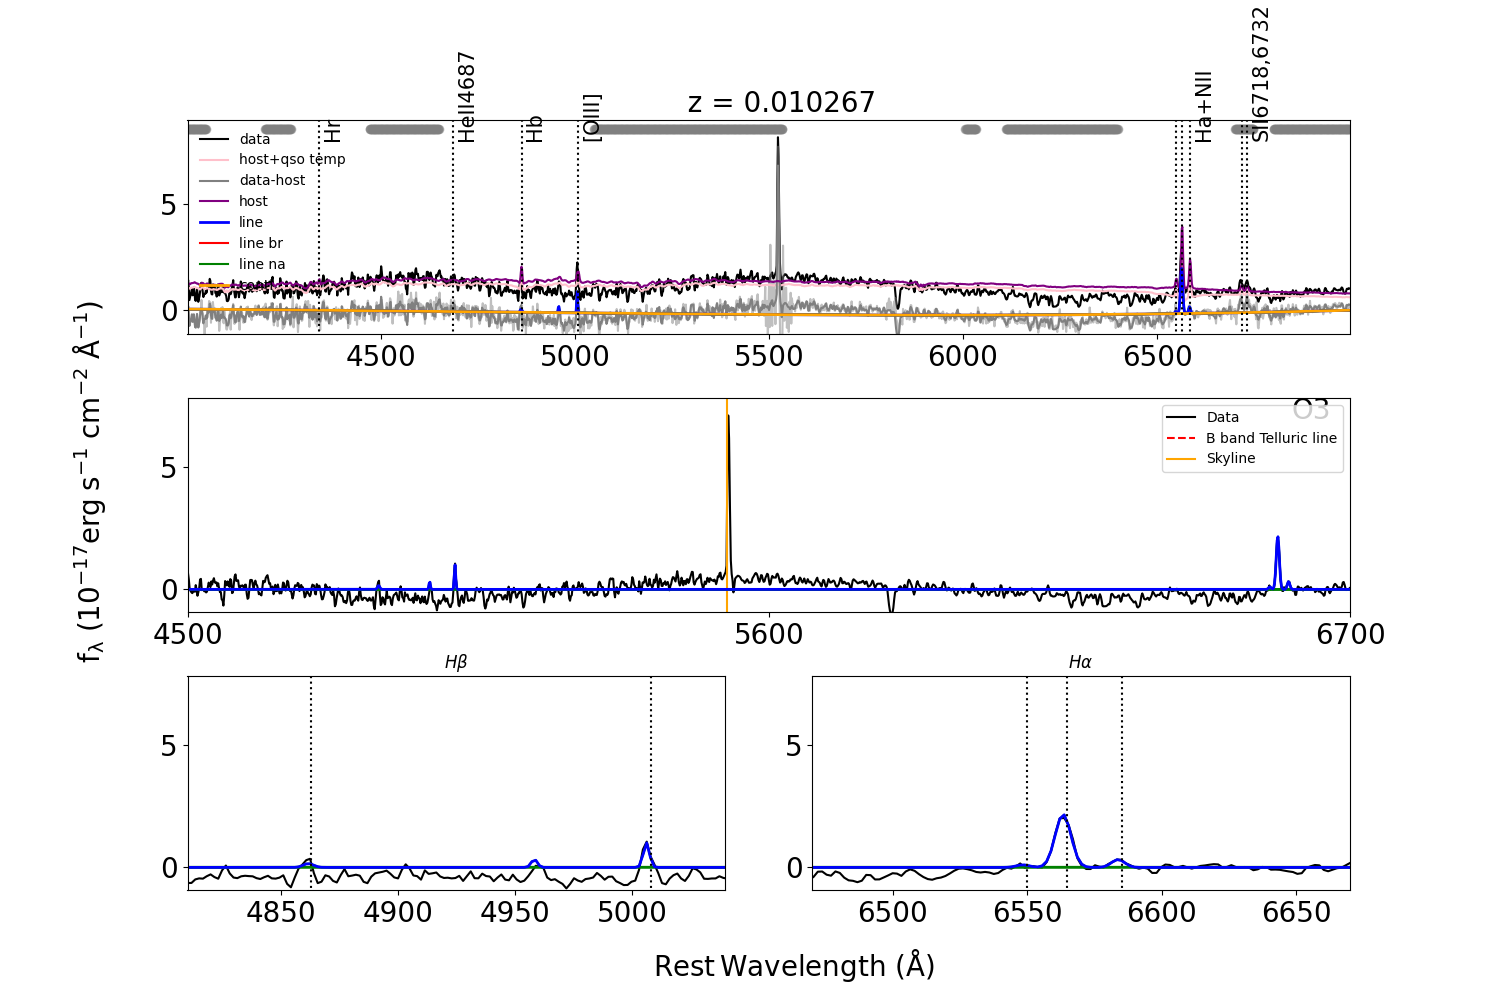 z = 0.010267
Hr
HeII4687
Hb
[OIII]
Ha+NII
SII6718,6732
data
host+qso temp
data-host
host
line
line br
line na
5
0
4500 5000 5500 6000 6500
O3
Data
B band Telluric line
Skyline
5
0
4500 5600 6700
fλ (10⁻¹⁷erg s⁻¹ cm⁻² Å⁻¹)
Hβ
5
0
4850 4900 4950 5000
Hα
5
0
6500 6550 6600 6650
Rest Wavelength (Å)